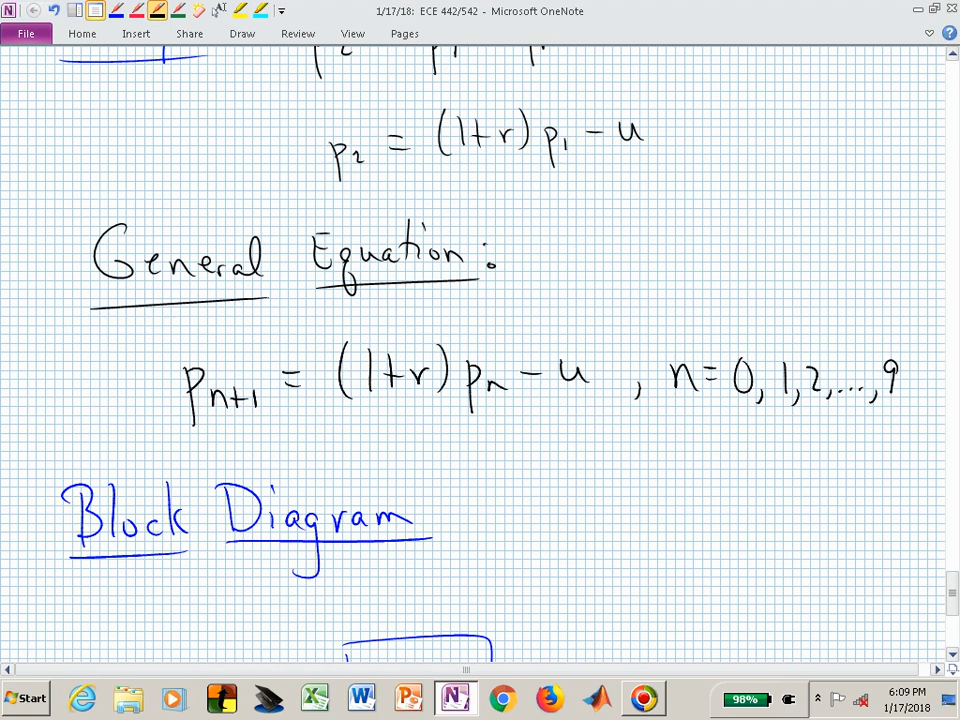 1/17/18: ECE 442/542 - Microsoft OneNote
File Home Insert Share Draw Review View Pages
p₂ = (1+r) p₁ - u
General Equation:
pₙ₊₁ = (1+r) pₙ - u , n = 0, 1, 2, ..., 9
Block Diagram
Start
98%
6:09 PM
1/17/2018